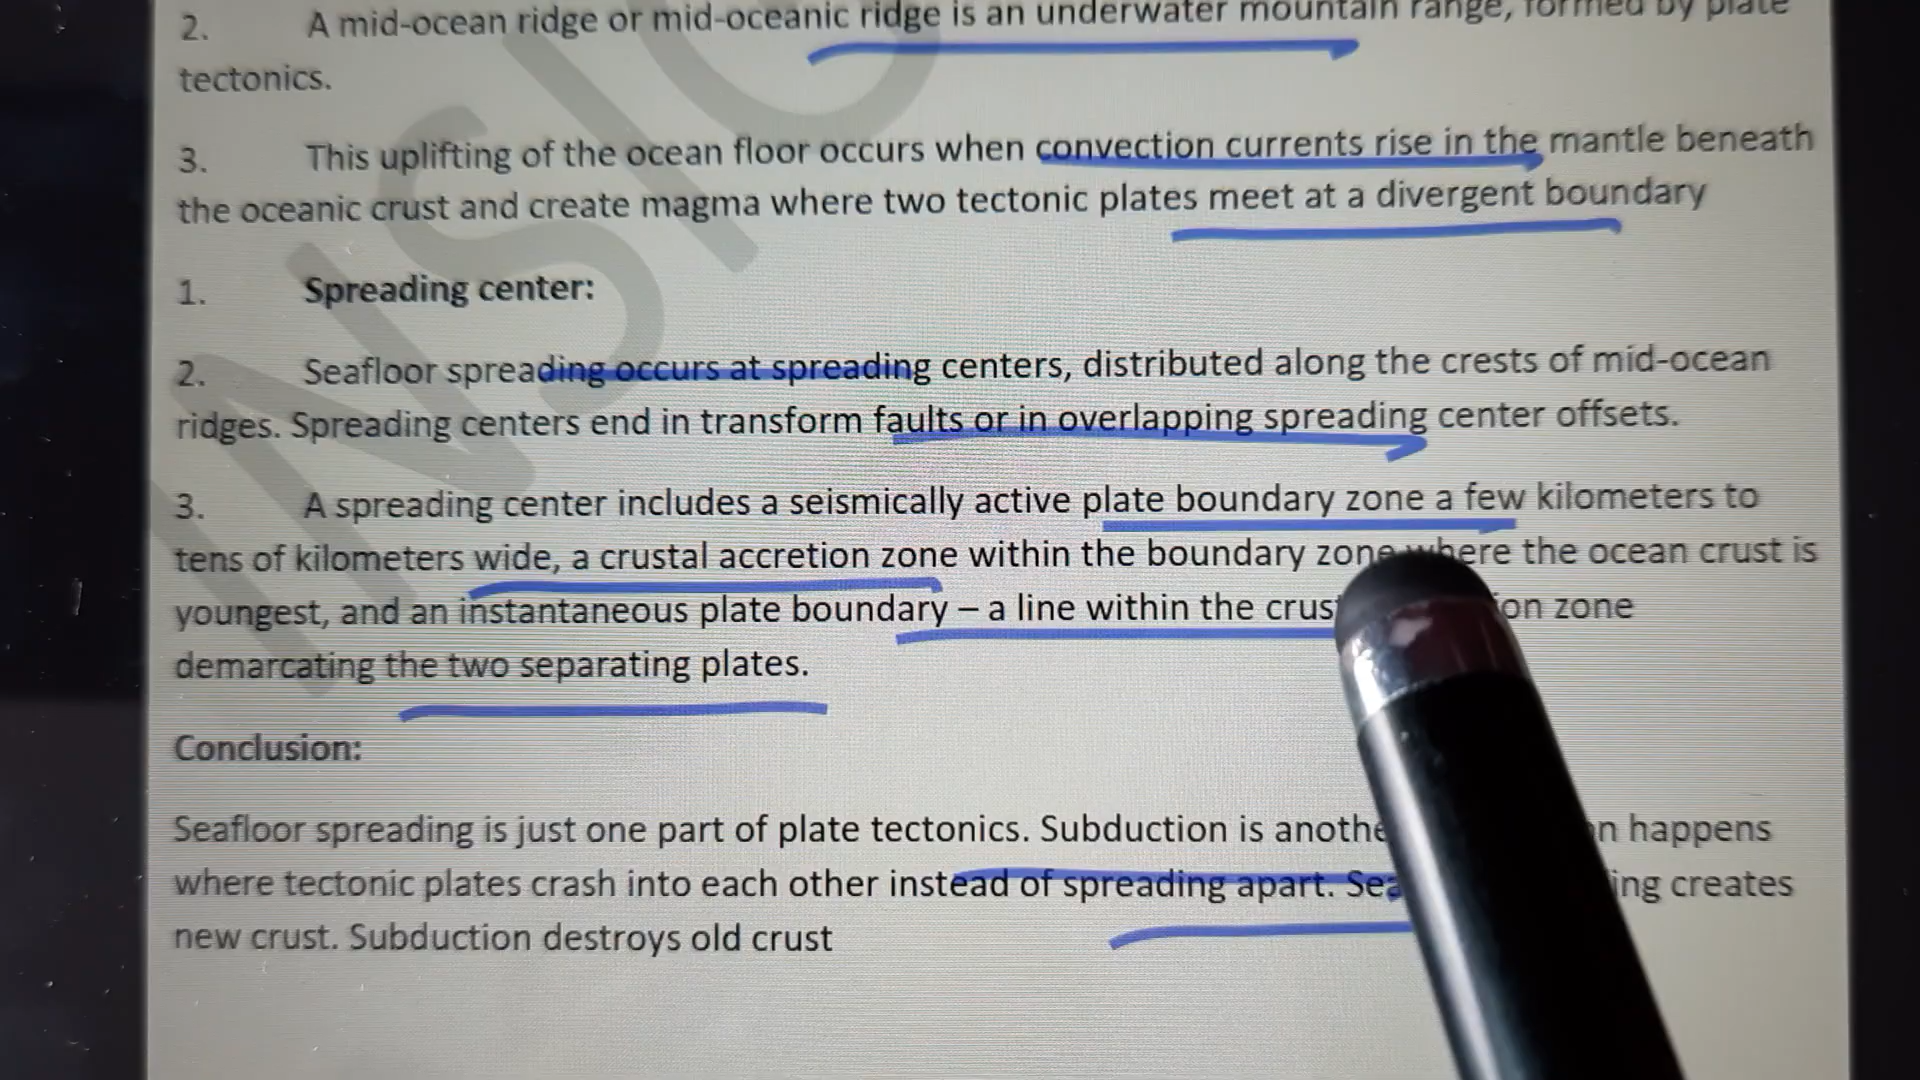 2. A mid-ocean ridge or mid-oceanic ridge is an underwater mountain range, formed by plate
tectonics.
3. This uplifting of the ocean floor occurs when convection currents rise in the mantle beneath
the oceanic crust and create magma where two tectonic plates meet at a divergent boundary
1. Spreading center:
2. Seafloor spreading occurs at spreading centers, distributed along the crests of mid-ocean
ridges. Spreading centers end in transform faults or in overlapping spreading center offsets.
3. A spreading center includes a seismically active plate boundary zone a few kilometers to
tens of kilometers wide, a crustal accretion zone within the boundary zone where the ocean crust is
youngest, and an instantaneous plate boundary – a line within the zone
demarcating the two separating plates.
Conclusion:
Seafloor spreading is just one part of plate tectonics. Subduction is happens
where tectonic plates crash into each other instead of spreading apart. creates
new crust. Subduction destroys old crust